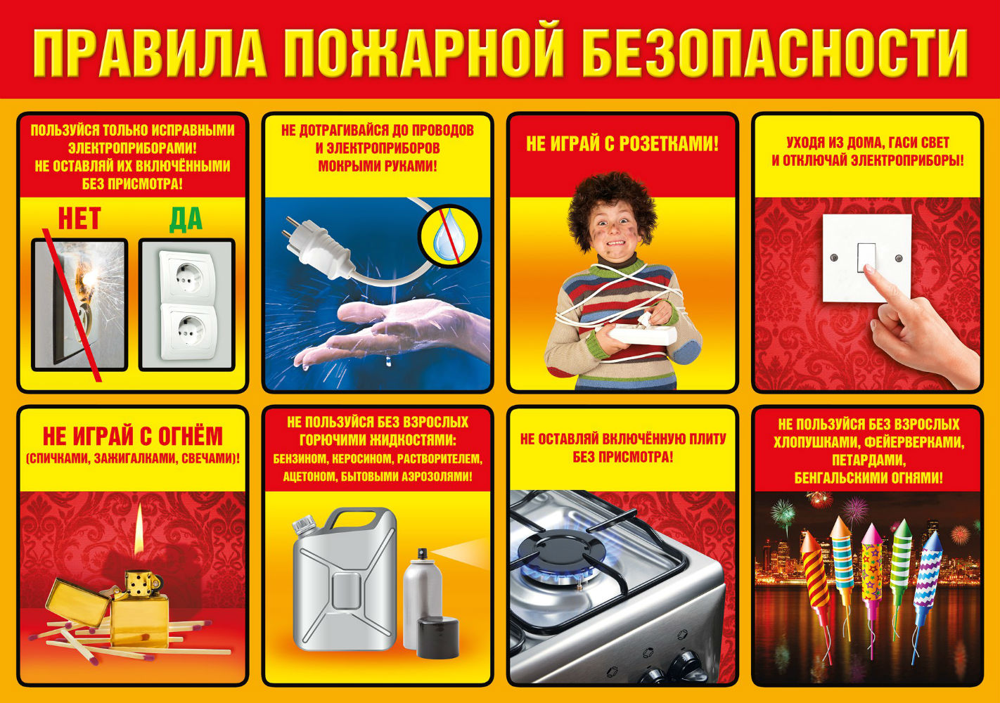 ПРАВИЛА ПОЖАРНОЙ БЕЗОПАСНОСТИ
ПОЛЬЗУЙСЯ ТОЛЬКО ИСПРАВНЫМИ
ЭЛЕКТРОПРИБОРАМИ!
НЕ ОСТАВЛЯЙ ИХ ВКЛЮЧЁННЫМИ
БЕЗ ПРИСМОТРА!
НЕТ
ДА
НЕ ДОТРАГИВАЙСЯ ДО ПРОВОДОВ
И ЭЛЕКТРОПРИБОРОВ
МОКРЫМИ РУКАМИ!
НЕ ИГРАЙ С РОЗЕТКАМИ!
УХОДЯ ИЗ ДОМА, ГАСИ СВЕТ
И ОТКЛЮЧАЙ ЭЛЕКТРОПРИБОРЫ!
НЕ ИГРАЙ С ОГНЁМ
(СПИЧКАМИ, ЗАЖИГАЛКАМИ, СВЕЧАМИ)!
НЕ ПОЛЬЗУЙСЯ БЕЗ ВЗРОСЛЫХ
ГОРЮЧИМИ ЖИДКОСТЯМИ:
БЕНЗИНОМ, КЕРОСИНОМ, РАСТВОРИТЕЛЕМ,
АЦЕТОНОМ, БЫТОВЫМИ АЭРОЗОЛЯМИ!
НЕ ОСТАВЛЯЙ ВКЛЮЧЁННУЮ ПЛИТУ
БЕЗ ПРИСМОТРА!
НЕ ПОЛЬЗУЙСЯ БЕЗ ВЗРОСЛЫХ
ХЛОПУШКАМИ, ФЕЙЕРВЕРКАМИ,
ПЕТАРДАМИ,
БЕНГАЛЬСКИМИ ОГНЯМИ!